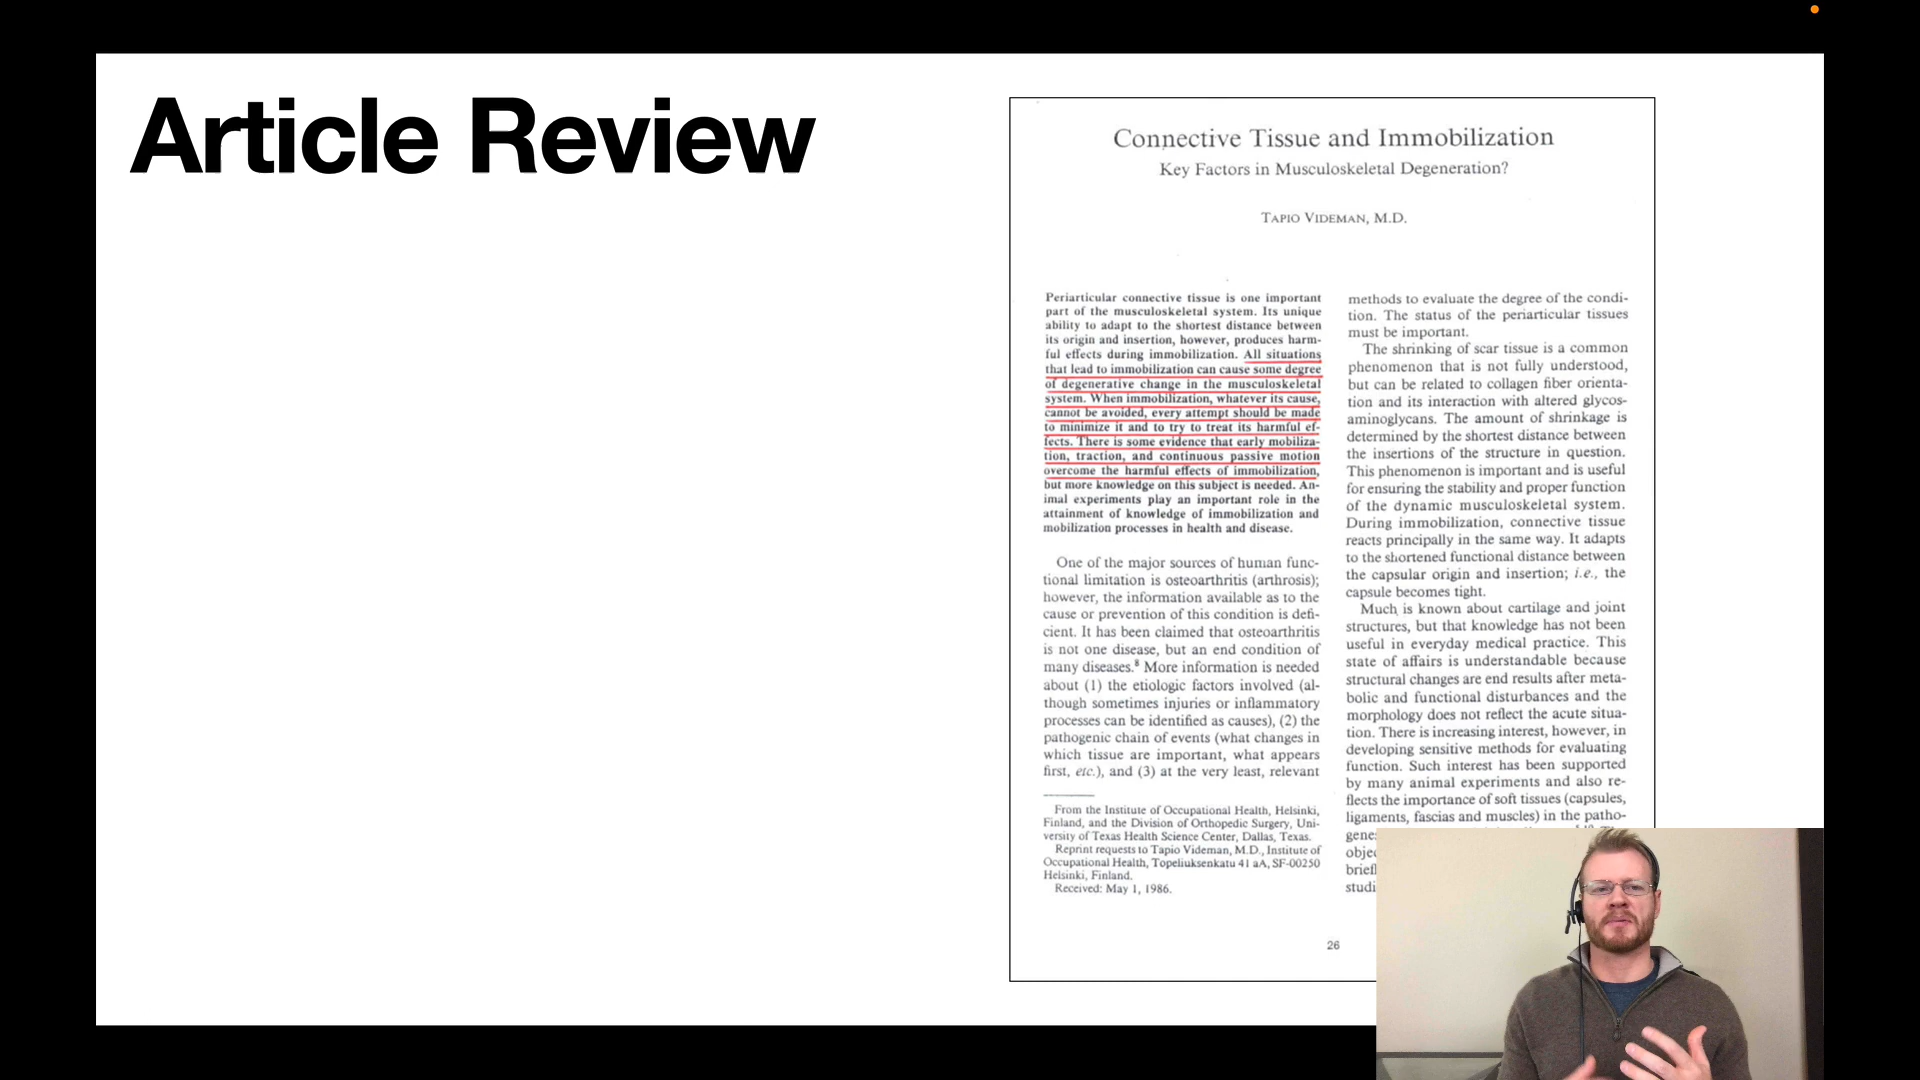 Article Review
Connective Tissue and Immobilization
Key Factors in Musculoskeletal Degeneration?
TAPIO VIDEMAN, M.D.
Periarticular connective tissue is one important
part of the musculoskeletal system. Its unique
ability to adapt to the shortest distance between
its origin and insertion, however, produces harm-
ful effects during immobilization. All situations
that lead to immobilization can cause some degree
of degenerative change in the musculoskeletal
system. When immobilization, whatever its cause,
cannot be avoided, every attempt should be made
to minimize it and to try to treat its harmful ef-
fects. There is some evidence that early mobiliza-
tion, traction, and continuous passive motion
overcome the harmful effects of immobilization,
but more knowledge on this subject is needed. An-
imal experiments play an important role in the
attainment of knowledge of immobilization and
mobilization processes in health and disease.
One of the major sources of human func-
tional limitation is osteoarthritis (arthrosis);
however, the information available as to the
cause or prevention of this condition is defi-
cient. It has been claimed that osteoarthritis
is not one disease, but an end condition of
many diseases.⁸ More information is needed
about (1) the etiologic factors involved (al-
though sometimes injuries or inflammatory
processes can be identified as causes), (2) the
pathogenic chain of events (what changes in
which tissue are important, what appears
first, etc.), and (3) at the very least, relevant
From the Institute of Occupational Health, Helsinki,
Finland, and the Division of Orthopedic Surgery, Uni-
versity of Texas Health Science Center, Dallas, Texas.
Reprint requests to Tapio Videman, M.D., Institute of
Occupational Health, Topeliuksenkatu 41 aA, SF-00250
Helsinki, Finland.
Received: May 1, 1986.
methods to evaluate the degree of the condi-
tion. The status of the periarticular tissues
must be important.
The shrinking of scar tissue is a common
phenomenon that is not fully understood,
but can be related to collagen fiber orienta-
tion and its interaction with altered glycos-
aminoglycans. The amount of shrinkage is
determined by the shortest distance between
the insertions of the structure in question.
This phenomenon is important and is useful
for ensuring the stability and proper function
of the dynamic musculoskeletal system.
During immobilization, connective tissue
reacts principally in the same way. It adapts
to the shortened functional distance between
the capsular origin and insertion; i.e., the
capsule becomes tight.
Much is known about cartilage and joint
structures, but that knowledge has not been
useful in everyday medical practice. This
state of affairs is understandable because
structural changes are end results after meta-
bolic and functional disturbances and the
morphology does not reflect the acute situa-
tion. There is increasing interest, however, in
developing sensitive methods for evaluating
function. Such interest has been supported
by many animal experiments and also re-
flects the importance of soft tissues (capsules,
ligaments, fascias and muscles) in the patho-
26